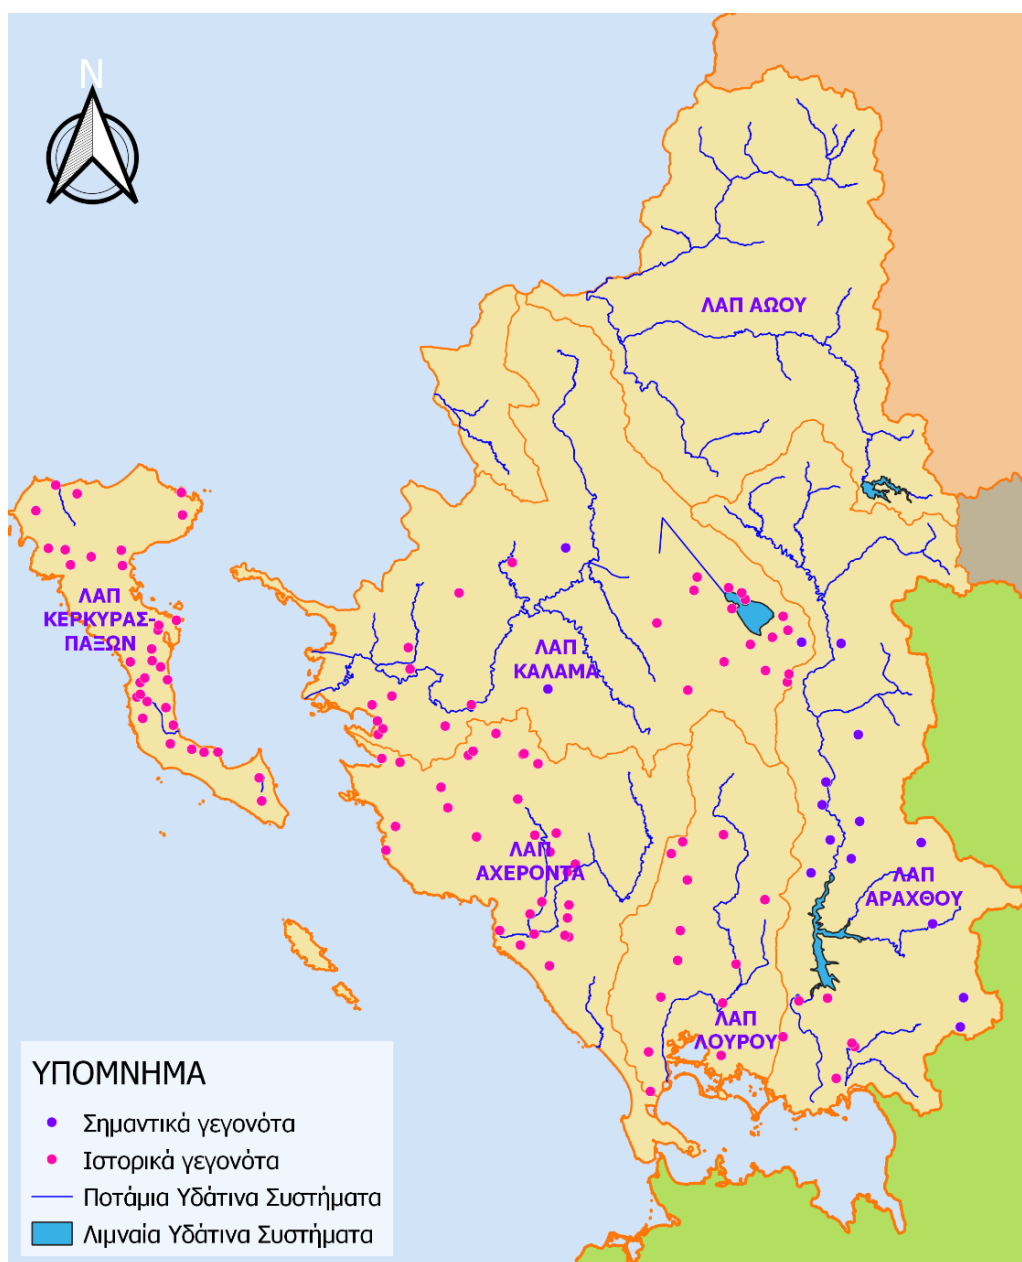 N
ΛΑΠ ΑΩΟΥ
ΛΑΠ
ΚΕΡΚΥΡΑΣ-
ΠΑΞΩΝ
ΛΑΠ
ΚΑΛΑΜΑ
ΛΑΠ
ΑΧΕΡΟΝΤΑ
ΛΑΠ
ΑΡΑΧΘΟΥ
ΛΑΠ
ΛΟΥΡΟΥ
ΥΠΟΜΝΗΜΑ
Σημαντικά γεγονότα
Ιστορικά γεγονότα
Ποτάμια Υδάτινα Συστήματα
Λιμναία Υδάτινα Συστήματα